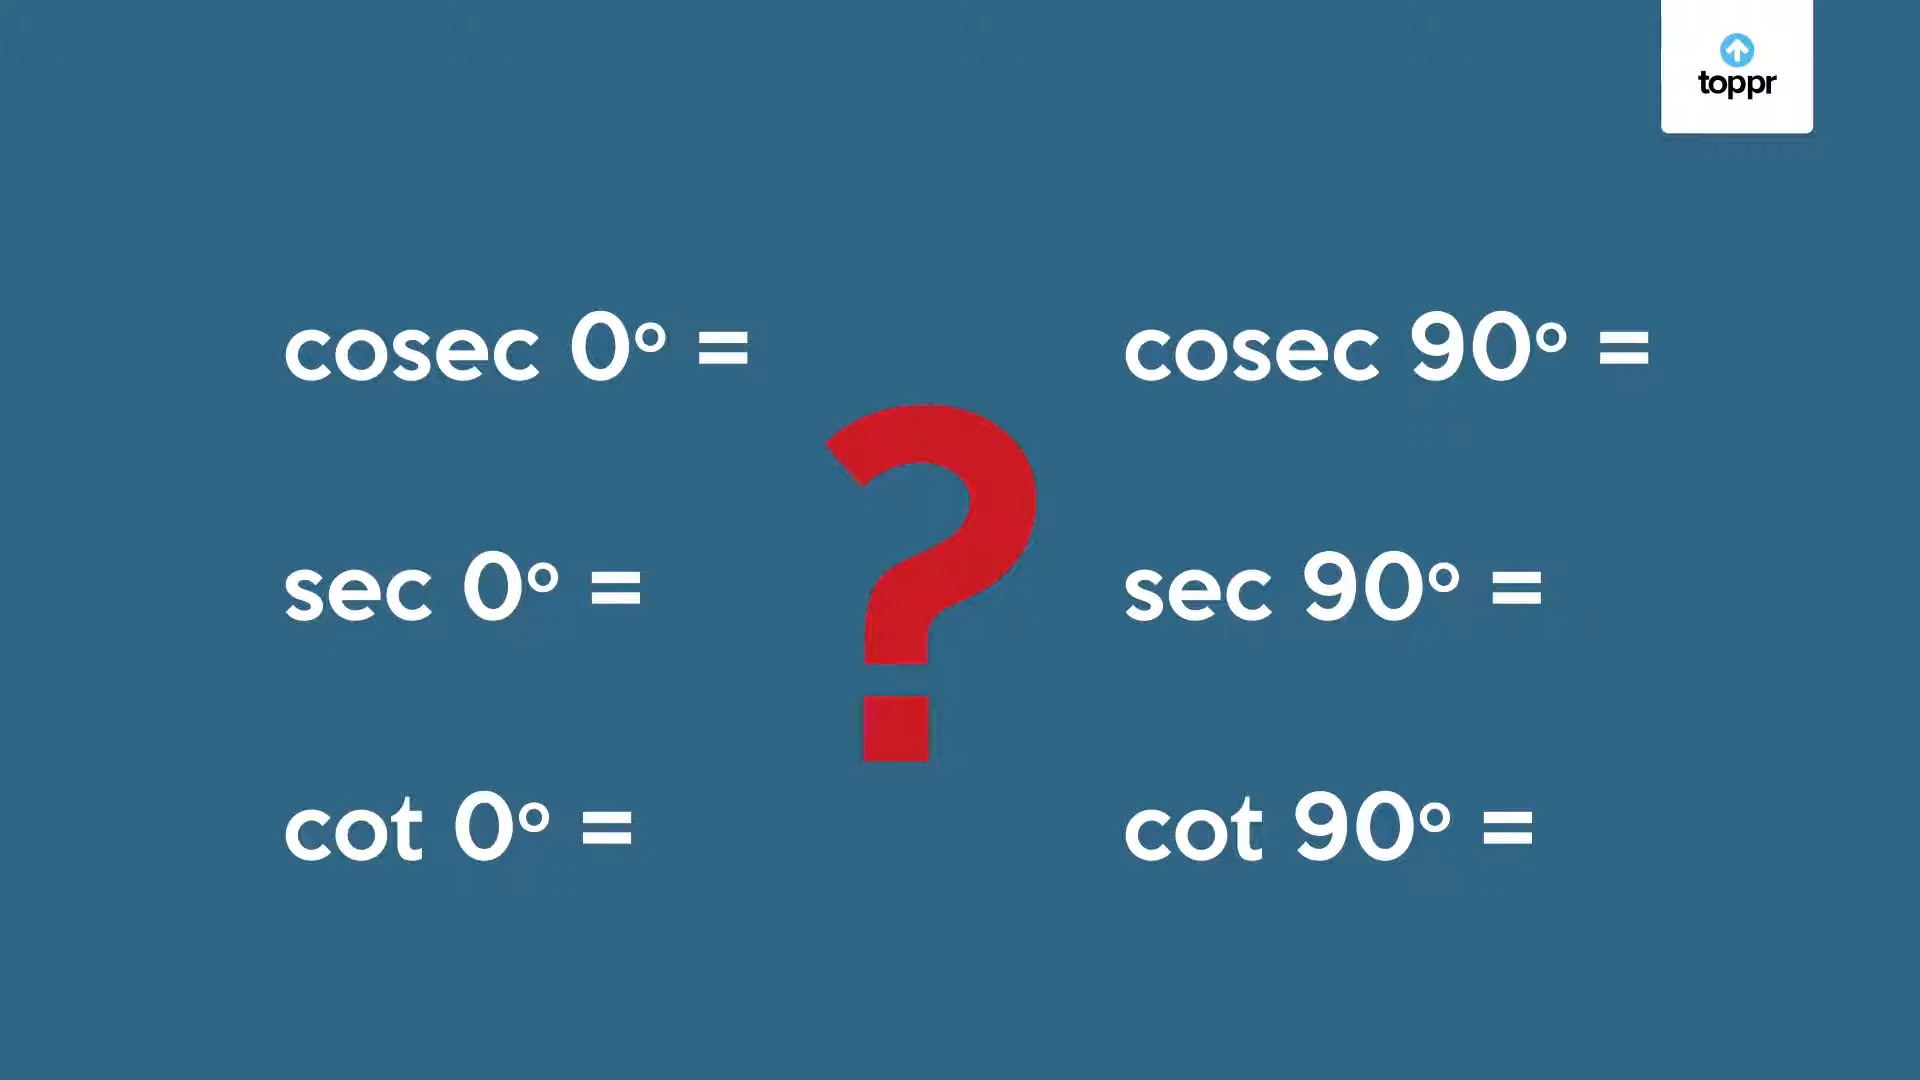 toppr
cosec 0° =
cosec 90° =
?
sec 0° =
sec 90° =
cot 0° =
cot 90° =